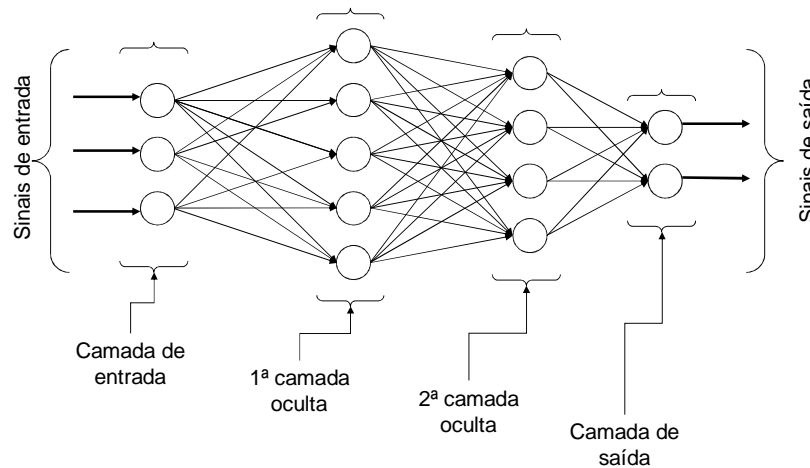 Sinais de entrada
Sinais de saída
Camada de
entrada
1ª camada
oculta
2ª camada
oculta
Camada de
saída